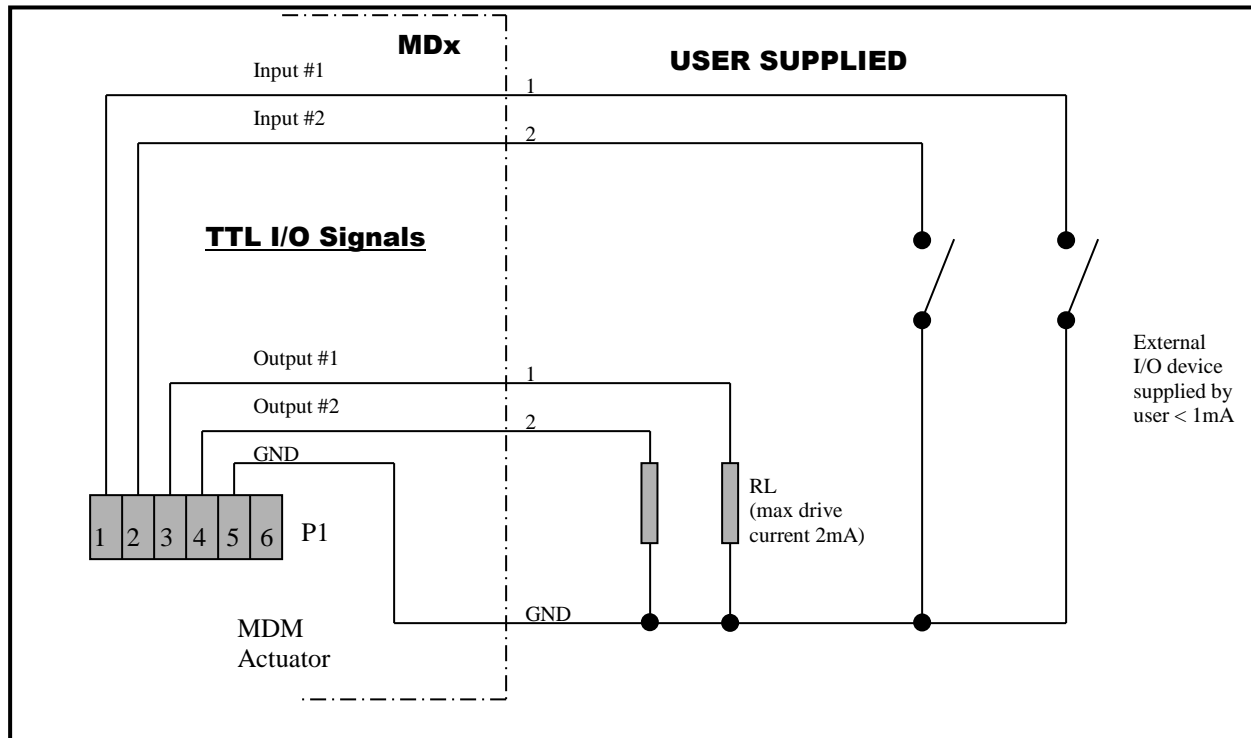 MDx
USER SUPPLIED
Input #1
1
Input #2
2
TTL I/O Signals
External
I/O device
supplied by
user < 1mA
Output #1
1
Output #2
2
GND
RL
(max drive
current 2mA)
1 2 3 4 5 6
P1
GND
MDM
Actuator